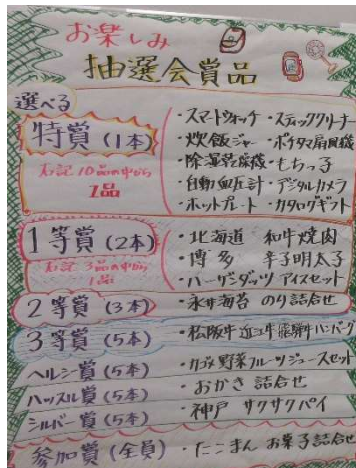 お楽しみ
抽選会賞品
選べる
特賞(1本)
右記10品の中から
1品
・スマートウォッチ ・スティッククリーナー
・炊飯ジャー ・ポケタマ扇風機
・除湿乾燥機 ・もちっ子
・自動血圧計 ・デジタルカメラ
・ホットプレート ・カタログギフト
1等賞(2本)
右記3品の中から
1品
・北海道 和牛焼肉
・博多 辛子明太子
・ハーゲンダッツ アイスセット
2等賞(3本) ・永井海苔 のり詰合せ
3等賞(5本) ・松阪牛近江牛飛騨牛ハンバーグ
ヘルシー賞(5本) ・カゴメ野菜フルーツジュースセット
ハッスル賞(5本) ・おかき詰合せ
シルバー賞(5本) ・神戸 サクサクパイ
参加賞(全員) ・たこまん お菓子詰合せ